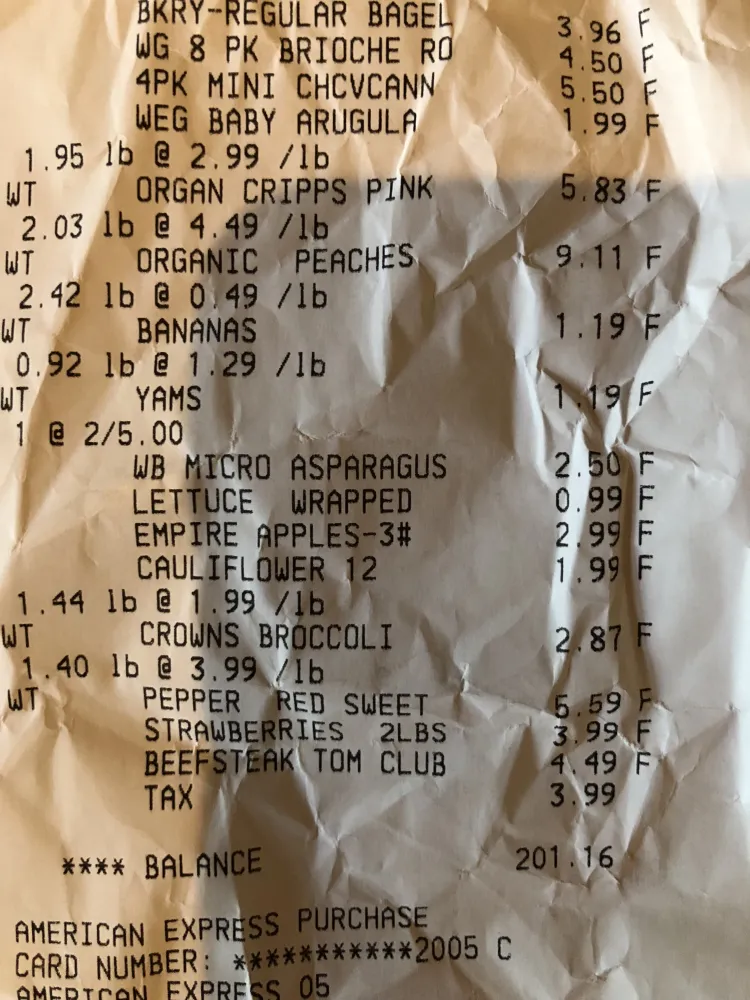 BKRY-REGULAR BAGEL 3.96 F
WG 8 PK BRIOCHE RO 4.50 F
4PK MINI CHCVCANN 5.50 F
WEG BABY ARUGULA 1.99 F
1.95 lb @ 2.99 /lb
WT ORGAN CRIPPS PINK 5.83 F
2.03 lb @ 4.49 /lb
WT ORGANIC PEACHES 9.11 F
2.42 lb @ 0.49 /lb
WT BANANAS 1.19 F
0.92 lb @ 1.29 /lb
WT YAMS 1.19 F
1 @ 2/5.00
WB MICRO ASPARAGUS 2.50 F
LETTUCE WRAPPED 0.99 F
EMPIRE APPLES-3# 2.99 F
CAULIFLOWER 12 1.99 F
1.44 lb @ 1.99 /lb
WT CROWNS BROCCOLI 2.87 F
1.40 lb @ 3.99 /lb
WT PEPPER RED SWEET 5.59 F
STRAWBERRIES 2LBS 3.99 F
BEEFSTEAK TOM CLUB 4.49 F
TAX 3.99
**** BALANCE 201.16
AMERICAN EXPRESS PURCHASE
CARD NUMBER: ***********2005 C
AMERICAN EXPRESS 05